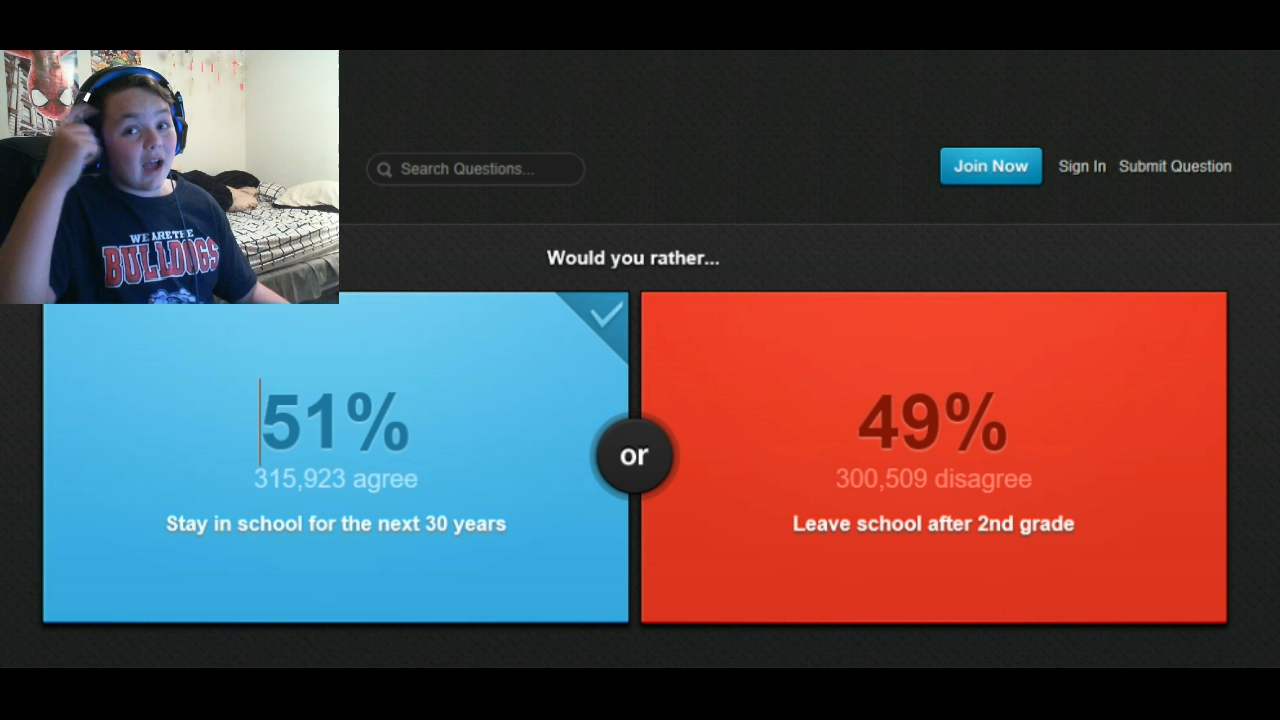 WE ARE THE
BULLDOGS
Search Questions...
Join Now
Sign In
Submit Question
Would you rather...
51%
315,923 agree
Stay in school for the next 30 years
or
49%
300,509 disagree
Leave school after 2nd grade